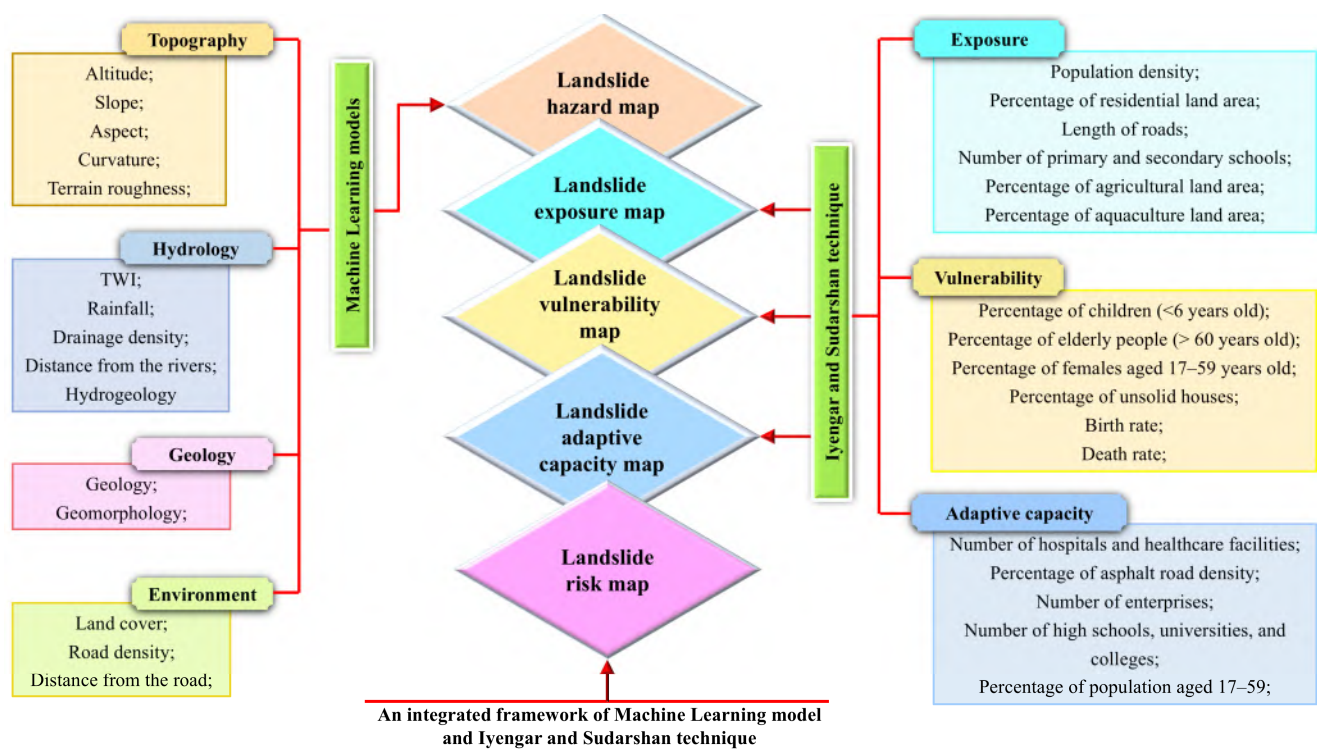 Topography
Altitude;
Slope;
Aspect;
Curvature;
Terrain roughness;
Hydrology
TWI;
Rainfall;
Drainage density;
Distance from the rivers;
Hydrogeology
Geology
Geology;
Geomorphology;
Environment
Land cover;
Road density;
Distance from the road;
Machine Learning models
Landslide
hazard map
Landslide
exposure map
Landslide
vulnerability
map
Landslide
adaptive
capacity map
Landslide
risk map
An integrated framework of Machine Learning model
and Iyengar and Sudarshan technique
Iyengar and Sudarshan technique
Exposure
Population density;
Percentage of residential land area;
Length of roads;
Number of primary and secondary schools;
Percentage of agricultural land area;
Percentage of aquaculture land area;
Vulnerability
Percentage of children (<6 years old);
Percentage of elderly people (> 60 years old);
Percentage of females aged 17–59 years old;
Percentage of unsolid houses;
Birth rate;
Death rate;
Adaptive capacity
Number of hospitals and healthcare facilities;
Percentage of asphalt road density;
Number of enterprises;
Number of high schools, universities, and
colleges;
Percentage of population aged 17–59;